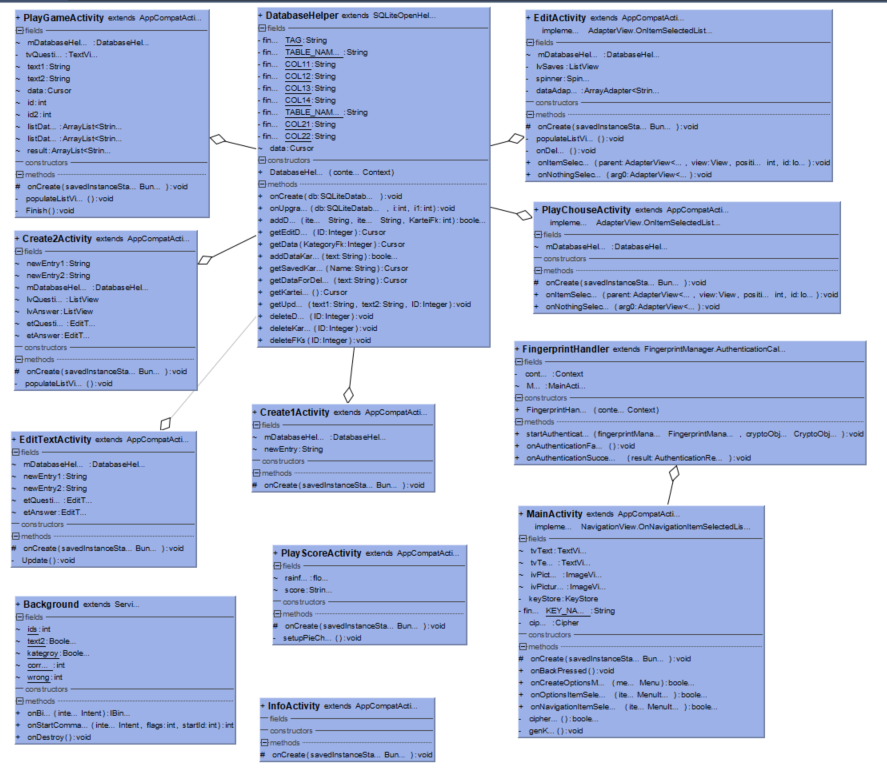 + PlayGameActivity extends AppCompatActi...
fields
~ mDatabaseHel... :DatabaseHel...
- tvQuesti... :TextVi...
~ text1:String
~ text2:String
~ data:Cursor
~ id:int
~ id2:int
~ listDat... :ArrayList<Strin...
~ listDat... :ArrayList<Strin...
~ result:ArrayList<Strin...
constructors
methods
# onCreate(savedInstanceSta... Bun... ):void
- populateListVi... ():void
- Finish():void
+ Create2Activity extends AppCompatActi...
fields
~ newEntry1:String
~ newEntry2:String
~ mDatabaseHel... :DatabaseHel...
~ lvQuesti... :ListView
~ lvAnswer:ListView
~ etQuesti... :EditT...
~ etAnswer:EditT...
constructors
methods
# onCreate(savedInstanceSta... Bun... ):void
- populateListVi... ():void
+ EditTextActivity extends AppCompatActi...
fields
~ mDatabaseHel... :DatabaseHel...
~ newEntry1:String
~ newEntry2:String
~ etQuesti... :EditT...
~ etAnswer:EditT...
constructors
methods
# onCreate(savedInstanceSta... Bun... ):void
- Update():void
+ Background extends Servi...
fields
~ ids:int
~ text2:Boole...
~ kategroy:Boole...
~ corr... :int
~ wrong:int
constructors
methods
+ onBi... (inte... Intent):IBin...
+ onStartComma... (inte... Intent, flags:int, startId:int):int
+ onDestroy():void
+ DatabaseHelper extends SQLiteOpenHel...
fields
- fin... TAG:String
- fin... TABLE_NAM... :String
- fin... COL11:String
- fin... COL12:String
- fin... COL13:String
- fin... COL14:String
- fin... TABLE_NAM... :String
- fin... COL21:String
- fin... COL22:String
~ data:Cursor
constructors
+ DatabaseHel... (conte... Context)
methods
+ onCreate(db:SQLiteDatab... ):void
+ onUpgra... (db:SQLiteDatab... , i:int, i1:int):void
+ addD... (ite... String, ite... String, KarteiFk:int):boole...
+ getEditD... (ID:Integer):Cursor
+ getData(KategoryFk:Integer):Cursor
+ addDataKar... (text:String):boole...
+ getSavedKar... (Name:String):Cursor
+ getDataForDel... (text:String):Cursor
+ getKartei... ():Cursor
+ getUpd... (text1:String, text2:String, ID:Integer):void
+ deleteD... (ID:Integer):void
+ deleteKar... (ID:Integer):void
+ deleteFKs(ID:Integer):void
+ Create1Activity extends AppCompatActi...
fields
~ mDatabaseHel... :DatabaseHel...
~ newEntry:String
constructors
methods
# onCreate(savedInstanceSta... Bun... ):void
+ PlayScoreActivity extends AppCompatActi...
fields
~ rainf... :flo...
~ score:Strin...
constructors
methods
# onCreate(savedInstanceSta... Bun... ):void
- setupPieCh... ():void
+ InfoActivity extends AppCompatActi...
fields
constructors
methods
# onCreate(savedInstanceSta... Bun... ):void
+ EditActivity extends AppCompatActi...
impleme... AdapterView.OnItemSelectedList...
fields
~ mDatabaseHel... :DatabaseHel...
- lvSaves:ListView
- spinner:Spin...
- dataAdap... :ArrayAdapter<Strin...
constructors
methods
# onCreate(savedInstanceSta... Bun... ):void
- populateListVi... ():void
- onDel... ():void
+ onItemSelec... (parent:AdapterView<... , view:View, positi... int, id:lo... ):void
+ onNothingSelec... (arg0:AdapterView<... ):void
+ PlayChouseActivity extends AppCompatActi...
impleme... AdapterView.OnItemSelectedList...
fields
~ mDatabaseHel... :DatabaseHel...
constructors
methods
# onCreate(savedInstanceSta... Bun... ):void
+ onItemSelec... (parent:AdapterView<... , view:View, positi... int, id:lo... ):void
+ onNothingSelec... (arg0:AdapterView<... ):void
+ FingerprintHandler extends FingerprintManager.AuthenticationCal...
fields
- cont... :Context
~ M... :MainActi...
constructors
+ FingerprintHan... (conte... Context)
methods
+ startAuthenticat... (fingerprintMana... FingerprintMana... , cryptoObj... CryptoObj... ):void
+ onAuthenticationFa... ():void
+ onAuthenticationSucce... (result:AuthenticationRe... ):void
+ MainActivity extends AppCompatActi...
impleme... NavigationView.OnNavigationItemSelectedLis...
fields
~ tvText:TextVi...
~ tvTe... :TextVi...
~ ivPict... :ImageVi...
~ ivPictur... :ImageVi...
- keyStore:KeyStore
- fin... KEY_NA... :String
- cip... :Cipher
constructors
methods
# onCreate(savedInstanceSta... Bun... ):void
+ onBackPressed():void
+ onCreateOptionsM... (me... Menu):boole...
+ onOptionsItemSele... (ite... MenuIt... ):boole...
+ onNavigationItemSele... (ite... MenuIt... ):boole...
- cipher... ():boole...
- genK... ():void